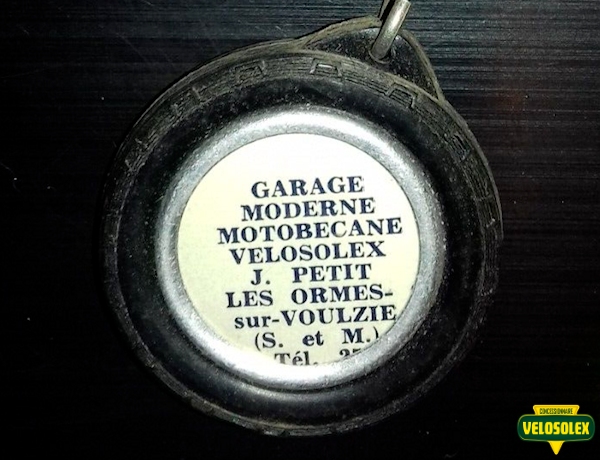 GARAGE
MODERNE
MOTOBECANE
VELOSOLEX
J. PETIT
LES ORMES-
sur-VOULZIE
(S. et M.)
Tél.
CONCESSIONNAIRE
VELOSOLEX